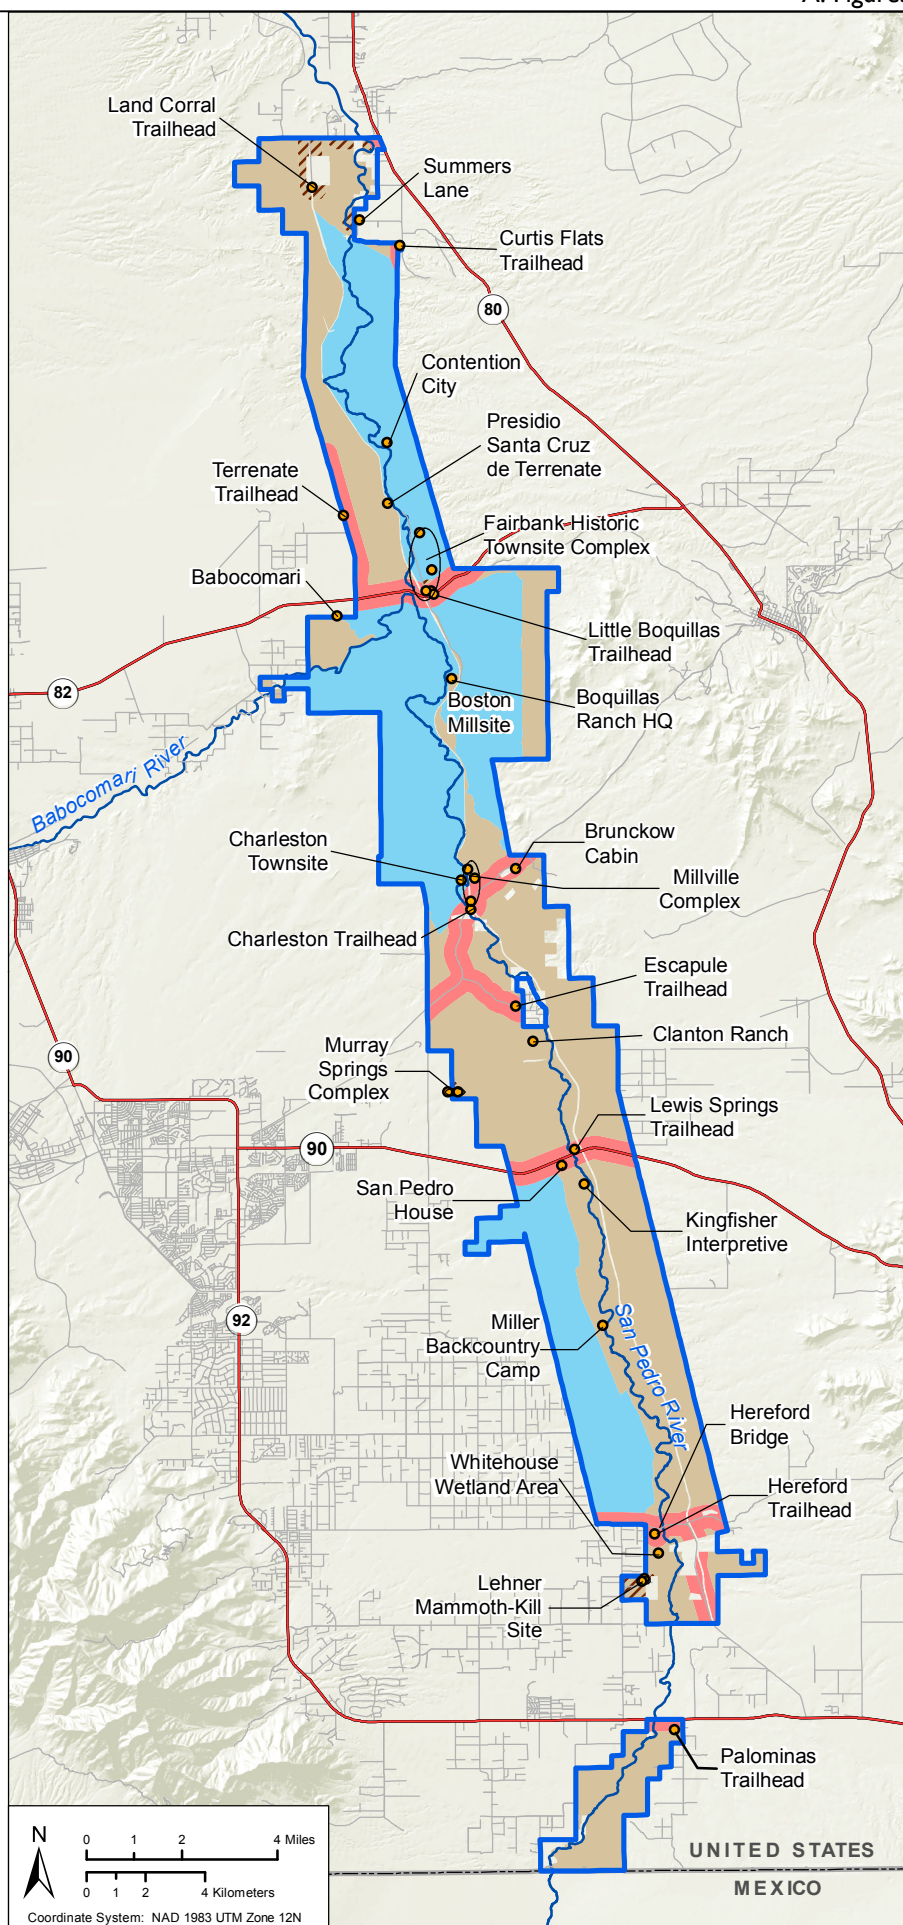 Land Corral
Trailhead
Summers
Lane
Curtis Flats
Trailhead
80
Contention
City
Presidio
Santa Cruz
de Terrenate
Terrenate
Trailhead
Fairbank Historic
Townsite Complex
Babocomari
Little Boquillas
Trailhead
82
Boston
Millsite
Boquillas
Ranch HQ
Babocomari River
Charleston
Townsite
Brunckow
Cabin
Millville
Complex
Charleston Trailhead
Escapule
Trailhead
Clanton Ranch
90
Murray
Springs
Complex
Lewis Springs
Trailhead
90
San Pedro
House
Kingfisher
Interpretive
92
Miller
Backcountry
Camp
San Pedro River
Hereford
Bridge
Whitehouse
Wetland Area
Hereford
Trailhead
Lehner
Mammoth-Kill
Site
Palominas
Trailhead
UNITED STATES
MEXICO
N
0 1 2 4 Miles
0 1 2 4 Kilometers
Coordinate System: NAD 1983 UTM Zone 12N